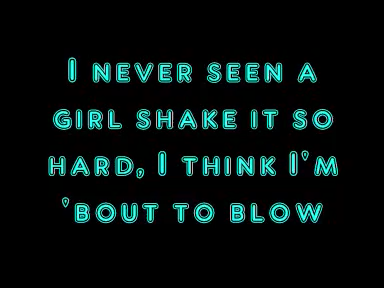 I never seen a
girl shake it so
hard, I think I'm
'bout to blow